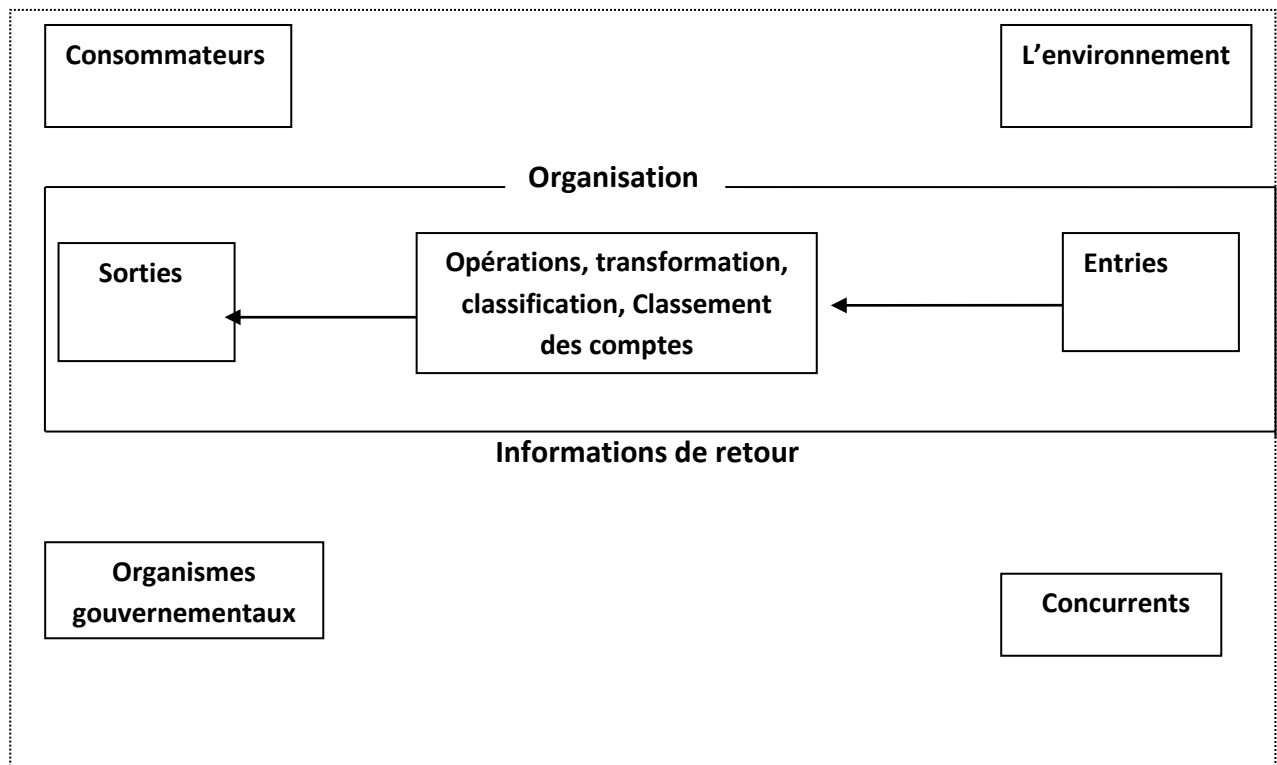 Consommateurs
L’environnement
Organisation
Sorties
Opérations, transformation,
classification, Classement
des comptes
Entries
Informations de retour
Organismes
gouvernementaux
Concurrents